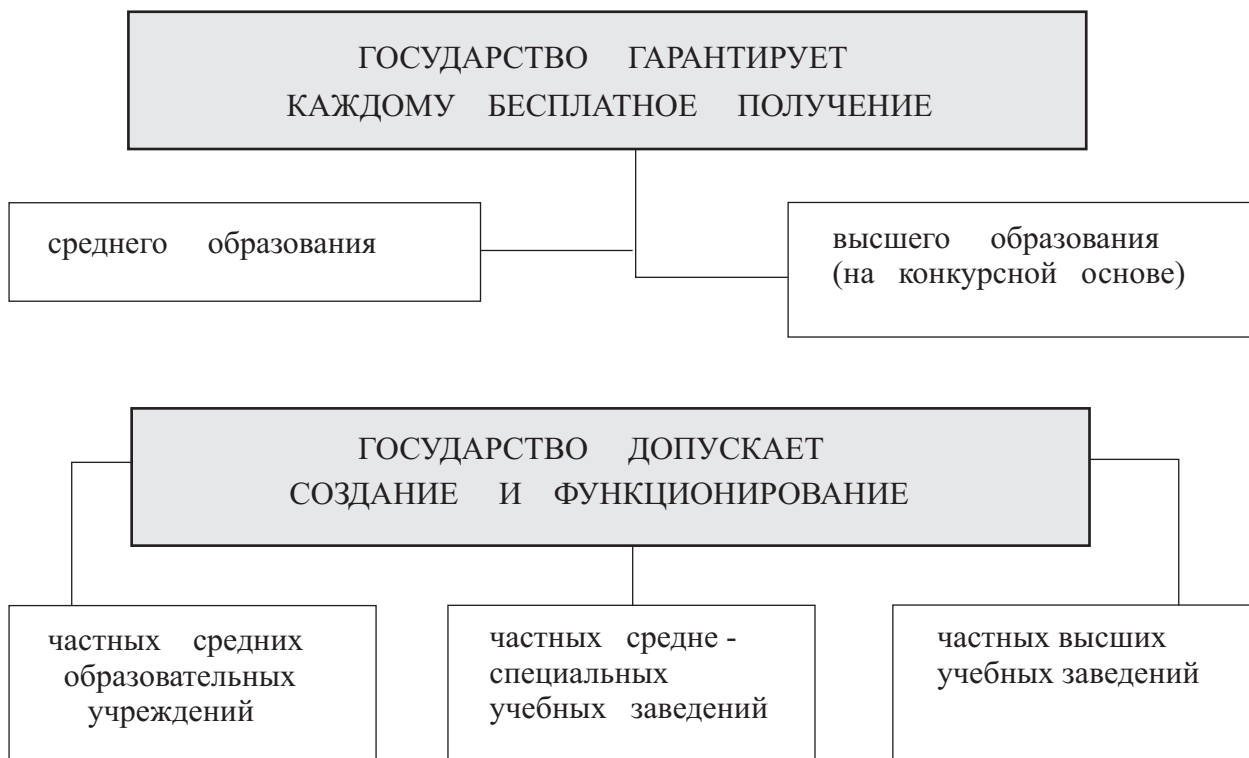 ГОСУДАРСТВО ГАРАНТИРУЕТ
КАЖДОМУ БЕСПЛАТНОЕ ПОЛУЧЕНИЕ
среднего образования
высшего образования
(на конкурсной основе)
ГОСУДАРСТВО ДОПУСКАЕТ
СОЗДАНИЕ И ФУНКЦИОНИРОВАНИЕ
частных средних
образовательных
учреждений
частных средне -
специальных
учебных заведений
частных высших
учебных заведений